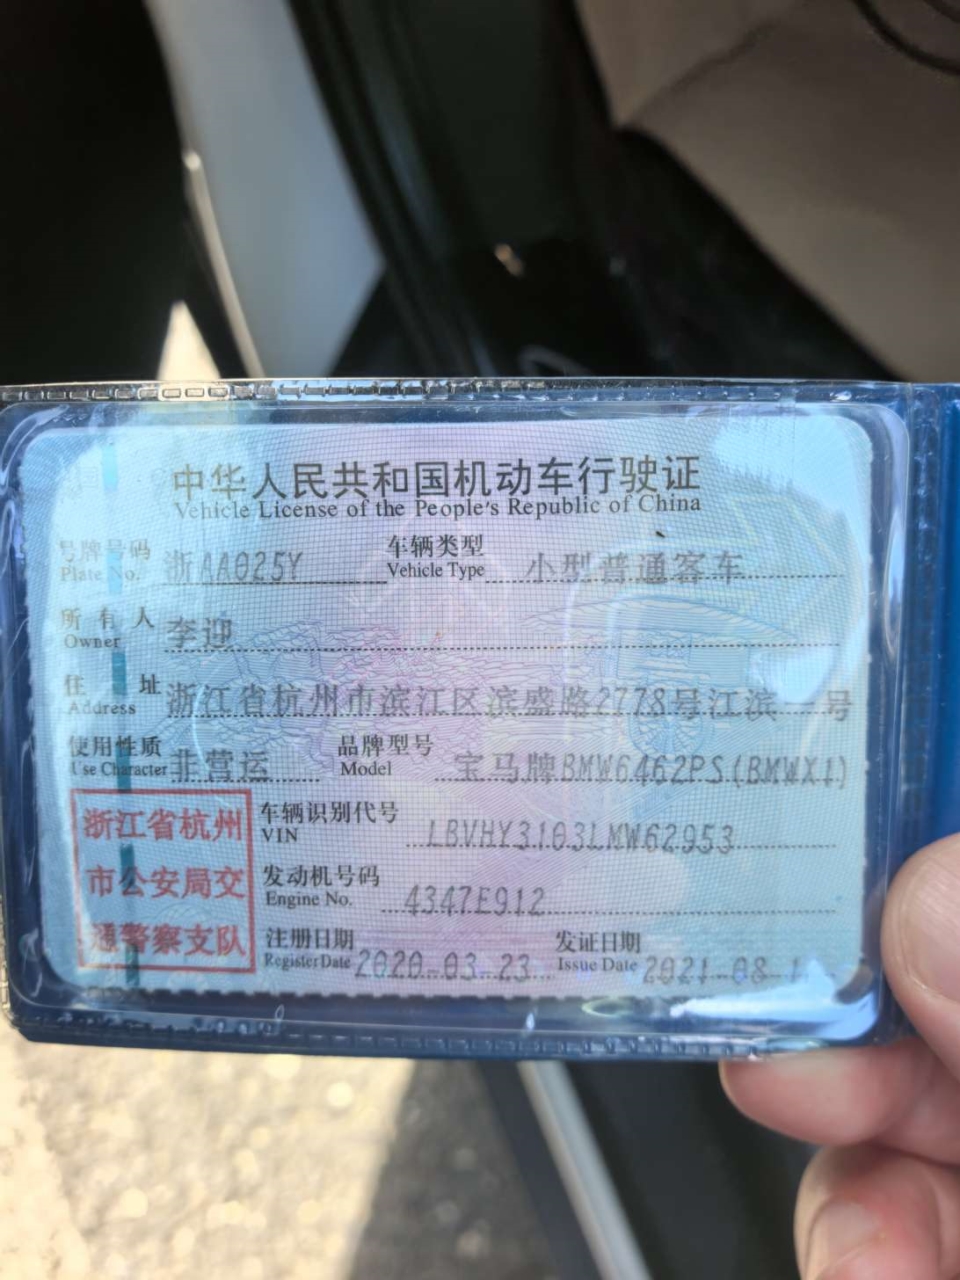 中华人民共和国机动车行驶证
Vehicle License of the People's Republic of China
号牌号码 浙AA025Y 车辆类型 小型普通客车
Plate No. Vehicle Type
所有人 李迎
Owner
住址 浙江省杭州市滨江区滨盛路2778号江滨一号
Address
使用性质 非营运 品牌型号 宝马牌BMW6462PS(BMWX1)
Use Character Model
浙江省杭州
市公安局交
通警察支队
车辆识别代号 LBVHY3103LMW62953
VIN
发动机号码 4347E912
Engine No.
注册日期 2020-03-23 发证日期 2021-08-
Register Date Issue Date